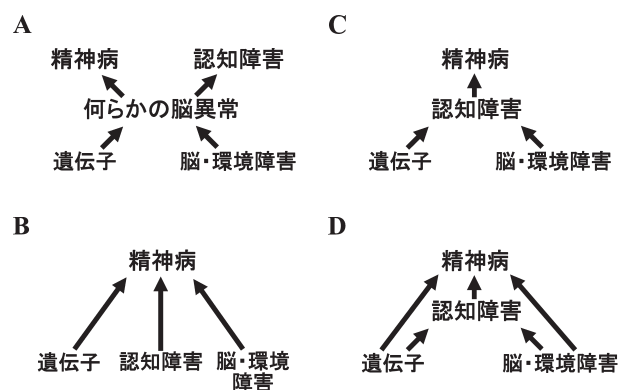 A
精神病 認知障害
何らかの脳異常
遺伝子 脳・環境障害
C
精神病
認知障害
遺伝子 脳・環境障害
B
精神病
遺伝子 認知障害 脳・環境
障害
D
精神病
認知障害
遺伝子 脳・環境障害